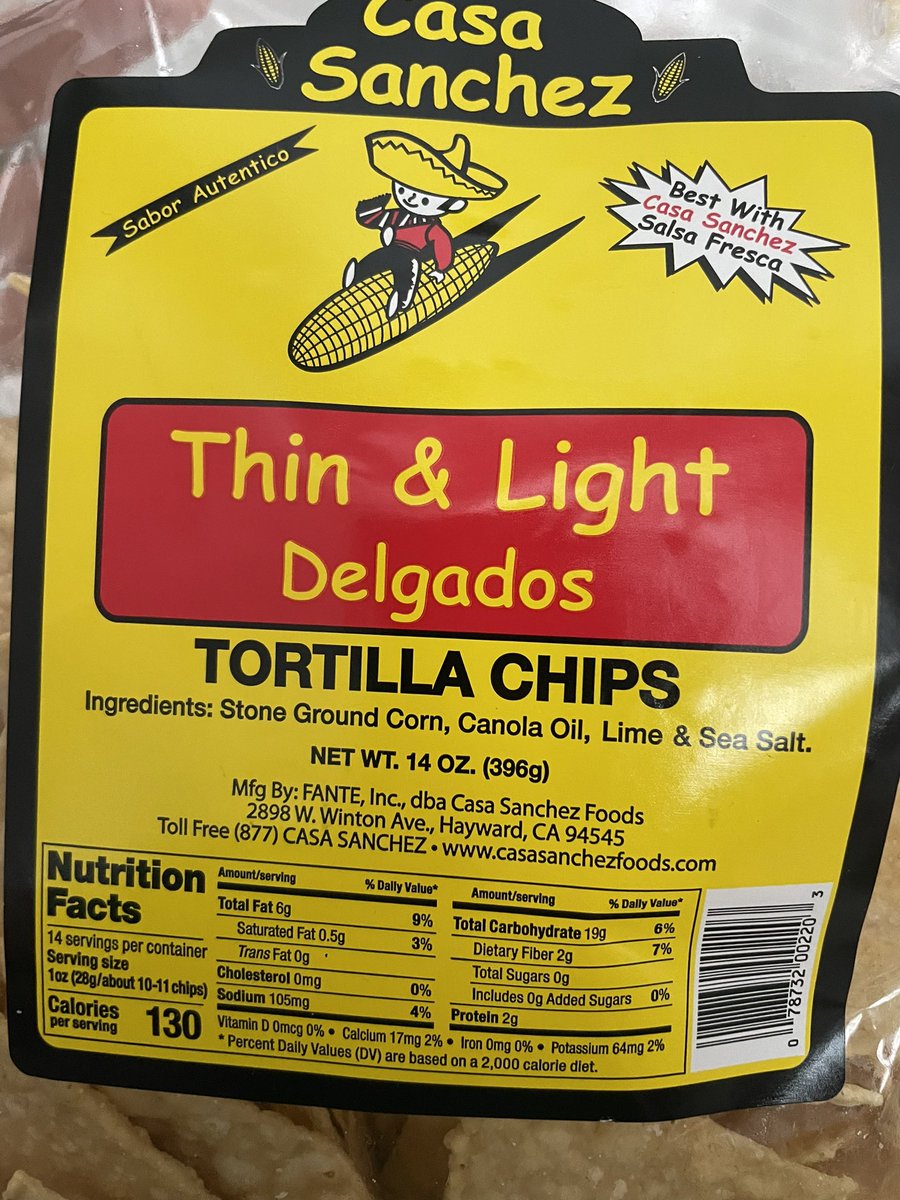 Casa
Sanchez
Sabor Autentico
Best With
Casa Sanchez
Salsa Fresca
Thin & Light
Delgados
TORTILLA CHIPS
Ingredients: Stone Ground Corn, Canola Oil, Lime & Sea Salt.
NET WT. 14 OZ. (396g)
Mfg By: FANTE, Inc., dba Casa Sanchez Foods
2898 W. Winton Ave., Hayward, CA 94545
Toll Free (877) CASA SANCHEZ • www.casasanchezfoods.com
Nutrition
Facts
14 servings per container
Serving size
1oz (28g/about 10-11 chips)
Calories
per serving 130
Amount/serving % Daily Value*
Total Fat 6g 9%
Saturated Fat 0.5g 3%
Trans Fat 0g
Cholesterol 0mg 0%
Sodium 105mg 4%
Amount/serving % Daily Value*
Total Carbohydrate 19g 6%
Dietary Fiber 2g 7%
Total Sugars 0g
Includes 0g Added Sugars 0%
Protein 2g
Vitamin D 0mcg 0% • Calcium 17mg 2% • Iron 0mg 0% • Potassium 64mg 2%
* Percent Daily Values (DV) are based on a 2,000 calorie diet.
0 78732 00220 3